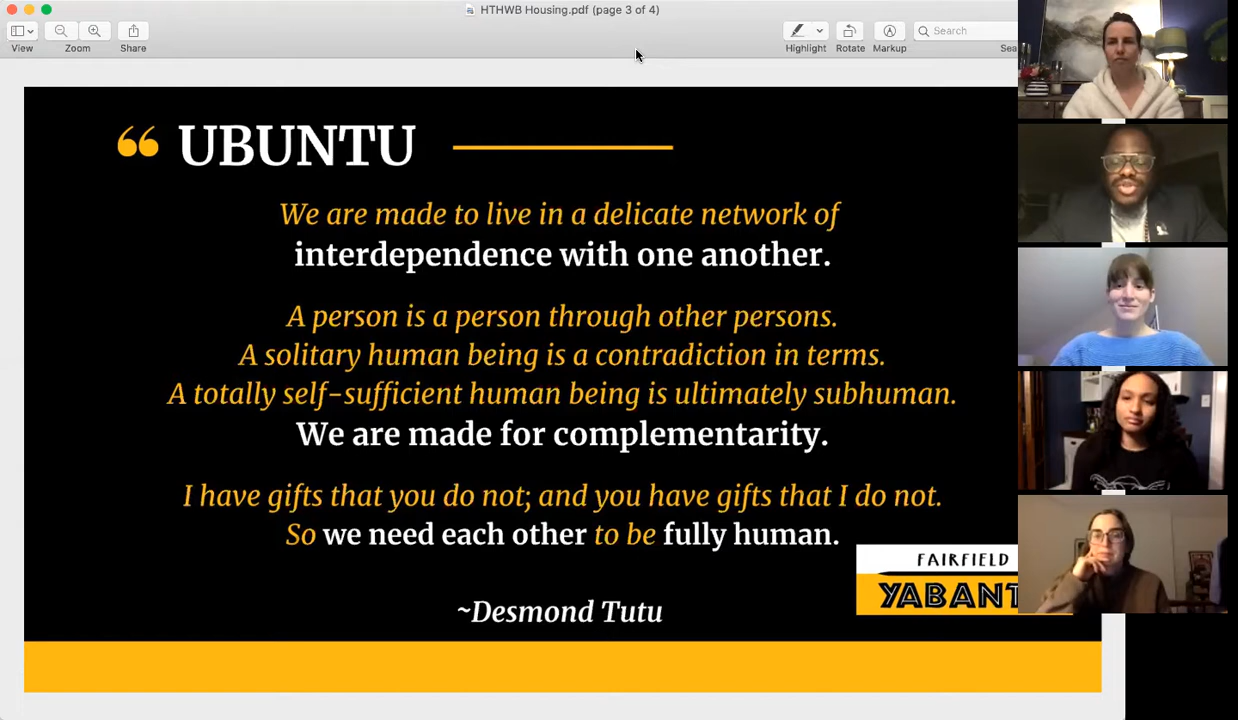 HTHWB Housing.pdf (page 3 of 4)
View
Zoom
Share
Highlight
Rotate
Markup
Search
“ UBUNTU
We are made to live in a delicate network of
interdependence with one another.
A person is a person through other persons.
A solitary human being is a contradiction in terms.
A totally self-sufficient human being is ultimately subhuman.
We are made for complementarity.
I have gifts that you do not; and you have gifts that I do not.
So we need each other to be fully human.
~Desmond Tutu
FAIRFIELD